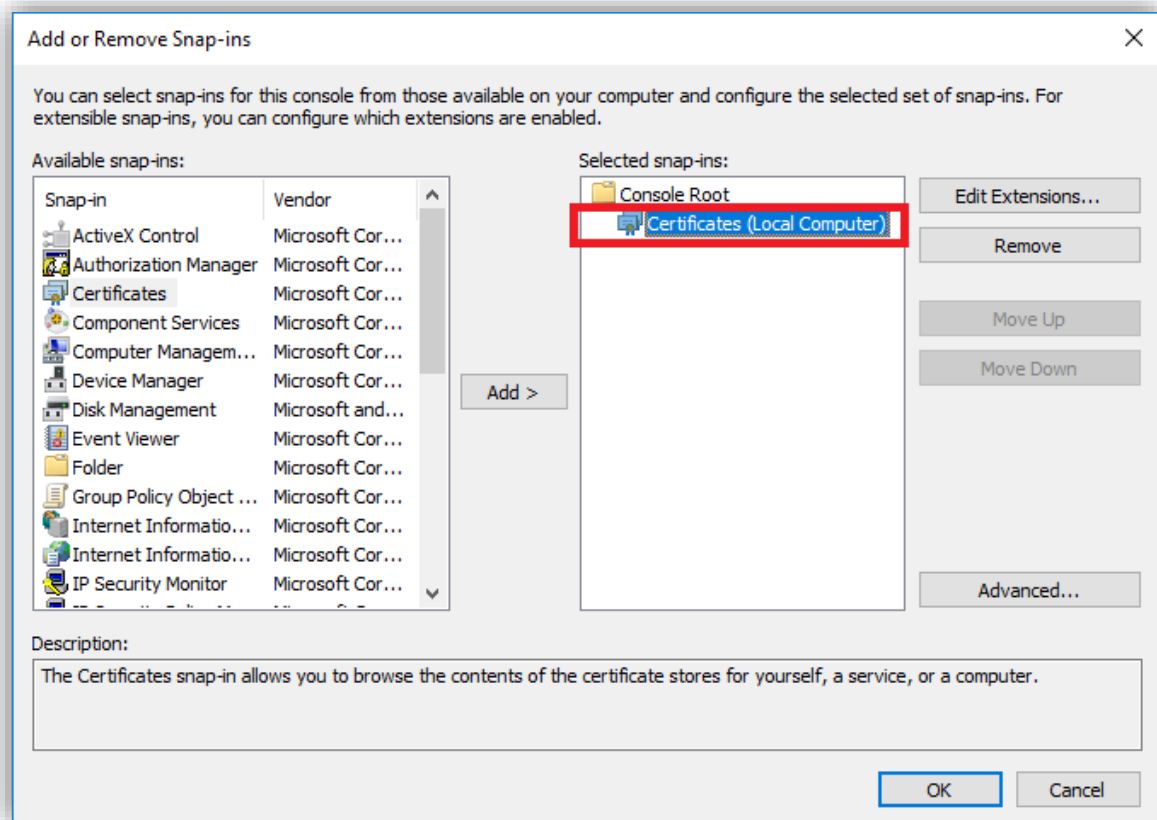 Add or Remove Snap-ins
You can select snap-ins for this console from those available on your computer and configure the selected set of snap-ins. For
extensible snap-ins, you can configure which extensions are enabled.
Available snap-ins:
Snap-in Vendor
ActiveX Control Microsoft Cor...
Authorization Manager Microsoft Cor...
Certificates Microsoft Cor...
Component Services Microsoft Cor...
Computer Managem... Microsoft Cor...
Device Manager Microsoft Cor...
Disk Management Microsoft and...
Event Viewer Microsoft Cor...
Folder Microsoft Cor...
Group Policy Object ... Microsoft Cor...
Internet Informatio... Microsoft Cor...
Internet Informatio... Microsoft Cor...
IP Security Monitor Microsoft Cor...
Add >
Selected snap-ins:
Console Root
Certificates (Local Computer)
Edit Extensions...
Remove
Move Up
Move Down
Advanced...
Description:
The Certificates snap-in allows you to browse the contents of the certificate stores for yourself, a service, or a computer.
OK
Cancel